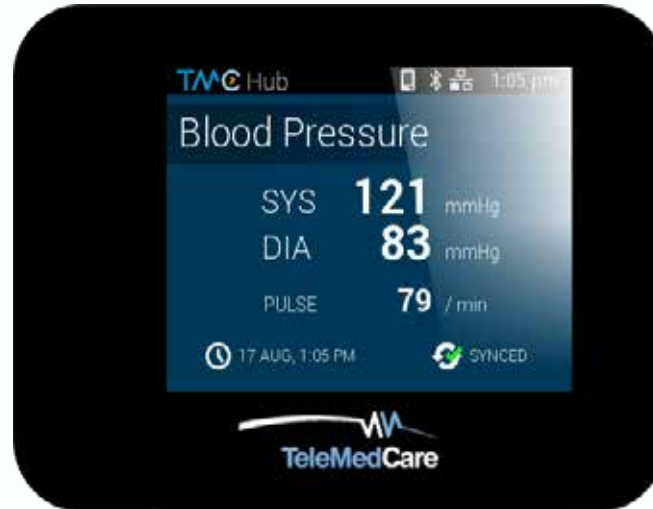 TMC Hub 1:05 pm
Blood Pressure
SYS 121 mmHg
DIA 83 mmHg
PULSE 79 / min
17 AUG, 1:05 PM SYNCED
TeleMedCare